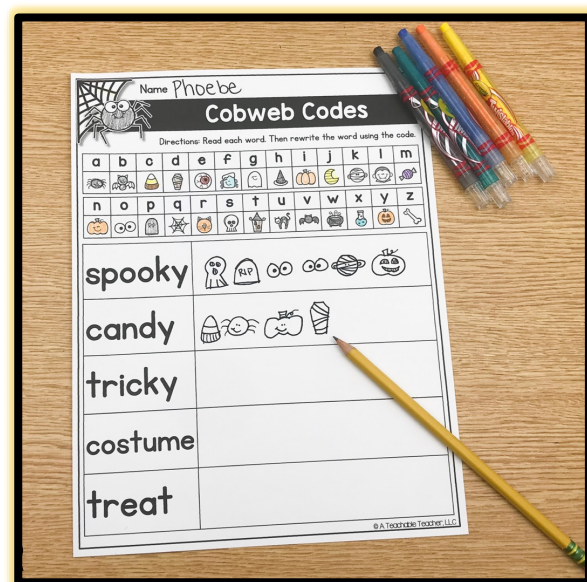 Name Phoebe
Cobweb Codes
Directions: Read each word. Then rewrite the word using the code.
a b c d e f g h i j k l m
n o p q r s t u v w x y z
spooky RIP
candy
tricky
costume
treat
© A Teachable Teacher, LLC